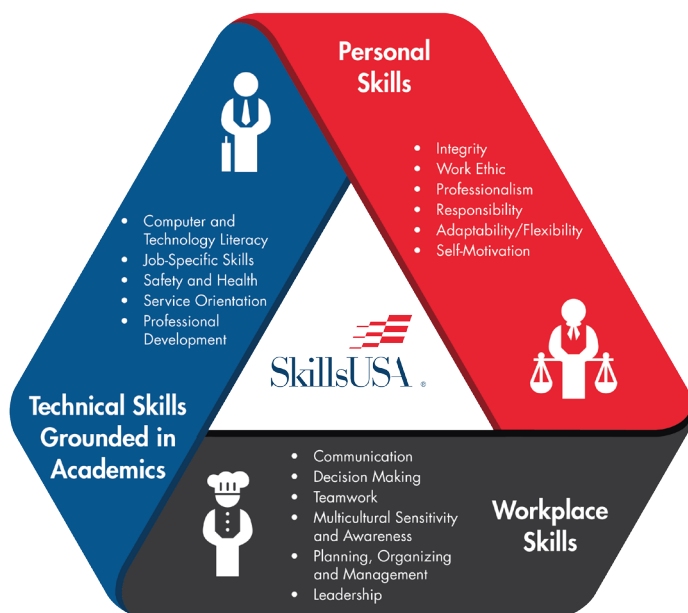 Personal
Skills
• Integrity
• Work Ethic
• Professionalism
• Responsibility
• Adaptability/Flexibility
• Self-Motivation
• Computer and
Technology Literacy
• Job-Specific Skills
• Safety and Health
• Service Orientation
• Professional
Development
Technical Skills
Grounded in
Academics
SkillsUSA ®
• Communication
• Decision Making
• Teamwork
• Multicultural Sensitivity
and Awareness
• Planning, Organizing
and Management
• Leadership
Workplace
Skills